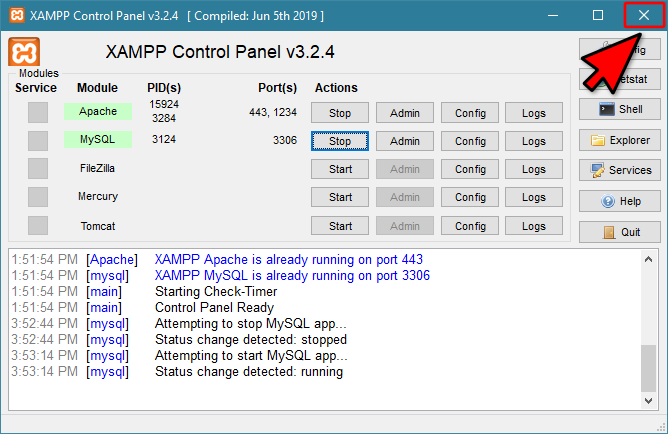 XAMPP Control Panel v3.2.4 [ Compiled: Jun 5th 2019 ]
XAMPP Control Panel v3.2.4
Modules
Service Module PID(s) Port(s) Actions
Apache 15924 3284 443, 1234 Stop Admin Config Logs
MySQL 3124 3306 Stop Admin Config Logs
FileZilla Start Admin Config Logs
Mercury Start Admin Config Logs
Tomcat Start Admin Config Logs
Shell
Explorer
Services
Help
Quit
1:51:54 PM [Apache] XAMPP Apache is already running on port 443
1:51:54 PM [mysql] XAMPP MySQL is already running on port 3306
1:51:54 PM [main] Starting Check-Timer
1:51:54 PM [main] Control Panel Ready
3:52:44 PM [mysql] Attempting to stop MySQL app...
3:52:44 PM [mysql] Status change detected: stopped
3:53:14 PM [mysql] Attempting to start MySQL app...
3:53:14 PM [mysql] Status change detected: running